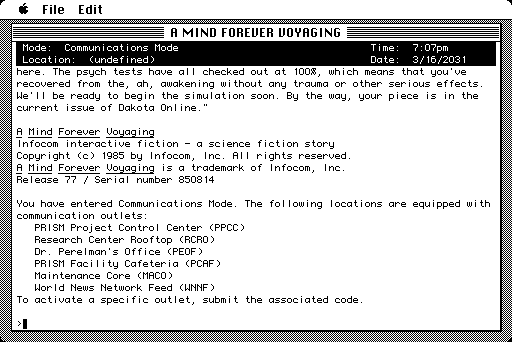 File Edit
A MIND FOREVER VOYAGING
Mode: Communications Mode Time: 7:07pm
Location: (undefined) Date: 3/16/2031
here. The psych tests have all checked out at 100%, which means that you've
recovered from the, ah, awakening without any trauma or other serious effects.
We'll be ready to begin the simulation soon. By the way, your piece is in the
current issue of Dakota Online."
A Mind Forever Voyaging
Infocom interactive fiction - a science fiction story
Copyright (c) 1985 by Infocom, Inc. All rights reserved.
A Mind Forever Voyaging is a trademark of Infocom, Inc.
Release 77 / Serial number 850814
You have entered Communications Mode. The following locations are equipped with
communication outlets:
PRISM Project Control Center (PPCC)
Research Center Rooftop (RCRO)
Dr. Perelman's Office (PEOF)
PRISM Facility Cafeteria (PCAF)
Maintenance Core (MACO)
World News Network Feed (WNNF)
To activate a specific outlet, submit the associated code.
>